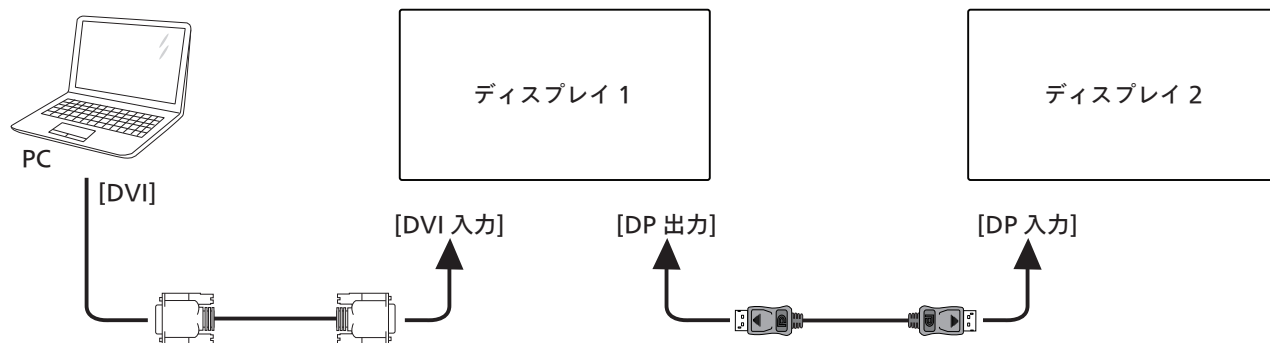 ディスプレイ 1
ディスプレイ 2
PC
[DVI]
[DVI 入力]
[DP 出力]
[DP 入力]